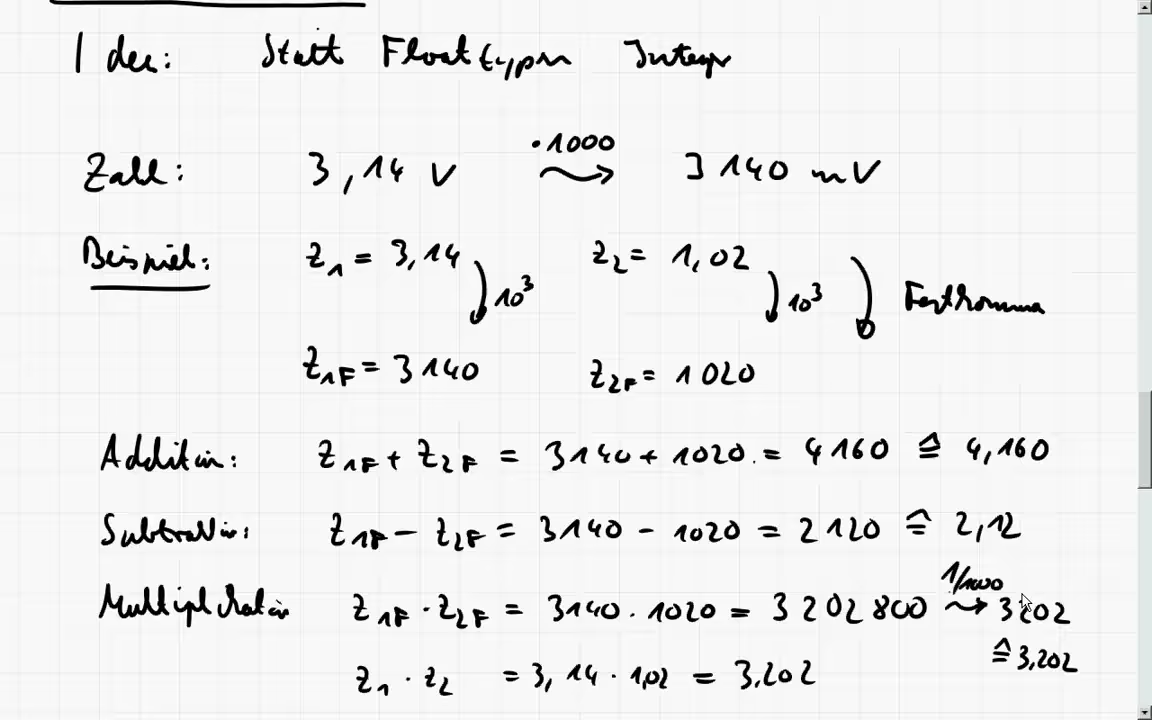 Idee: Statt Floattypen Integer
Zahl: 3,14 V ·1000 3140 mV
Beispiel: z₁ = 3,14 10³ z₂ = 1,02 10³ Festkomma
z₁F = 3140 z₂F = 1020
Addition: z₁F + z₂F = 3140 + 1020 = 4160 ≙ 4,160
Subtraktion: z₁F − z₂F = 3140 − 1020 = 2120 ≙ 2,12
Multiplikation z₁F · z₂F = 3140 · 1020 = 3202800 1/1000 ⇝ 3202
≙ 3,202
z₁ · z₂ = 3,14 · 1,02 = 3,202